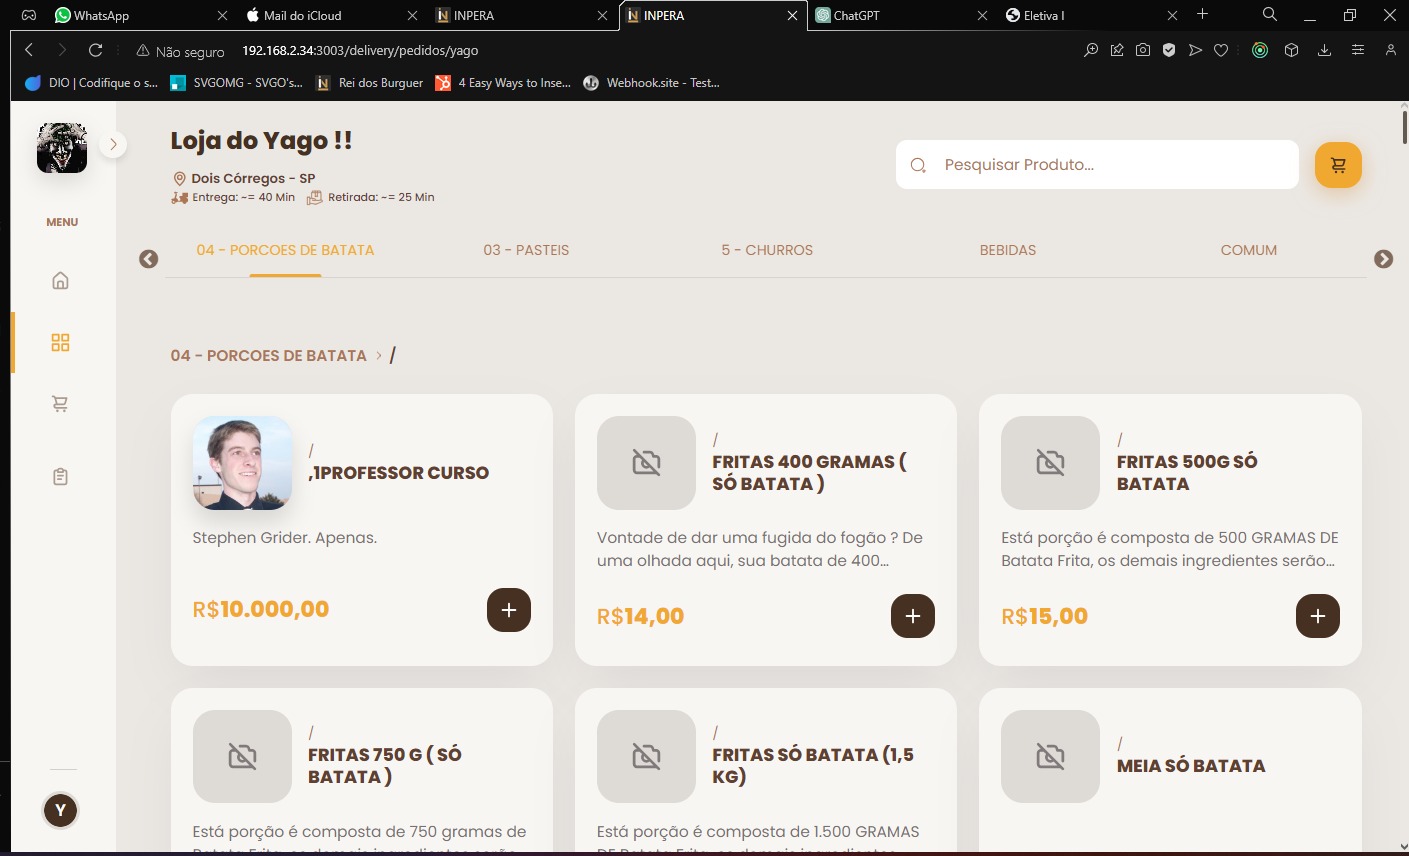 WhatsApp
Mail do iCloud
INPERA
INPERA
ChatGPT
Eletiva I
Não seguro
192.168.2.34:3003/delivery/pedidos/yago
DIO | Codifique o s...
SVGOMG - SVGO's...
Rei dos Burguer
4 Easy Ways to Inse...
Webhook.site - Test...
Loja do Yago !!
Dois Córregos - SP
Entrega: ~= 40 Min
Retirada: ~= 25 Min
Pesquisar Produto...
MENU
04 - PORCOES DE BATATA
03 - PASTEIS
5 - CHURROS
BEBIDAS
COMUM
04 - PORCOES DE BATATA > /
/
,1PROFESSOR CURSO
Stephen Grider. Apenas.
R$10.000,00
+
/
FRITAS 400 GRAMAS (
SÓ BATATA )
Vontade de dar uma fugida do fogão ? De
uma olhada aqui, sua batata de 400...
R$14,00
+
/
FRITAS 500G SÓ
BATATA
Está porção é composta de 500 GRAMAS DE
Batata Frita, os demais ingredientes serão...
R$15,00
+
/
FRITAS 750 G ( SÓ
BATATA )
Está porção é composta de 750 gramas de
/
FRITAS SÓ BATATA (1,5
KG)
Está porção é composta de 1.500 GRAMAS
/
MEIA SÓ BATATA
Y